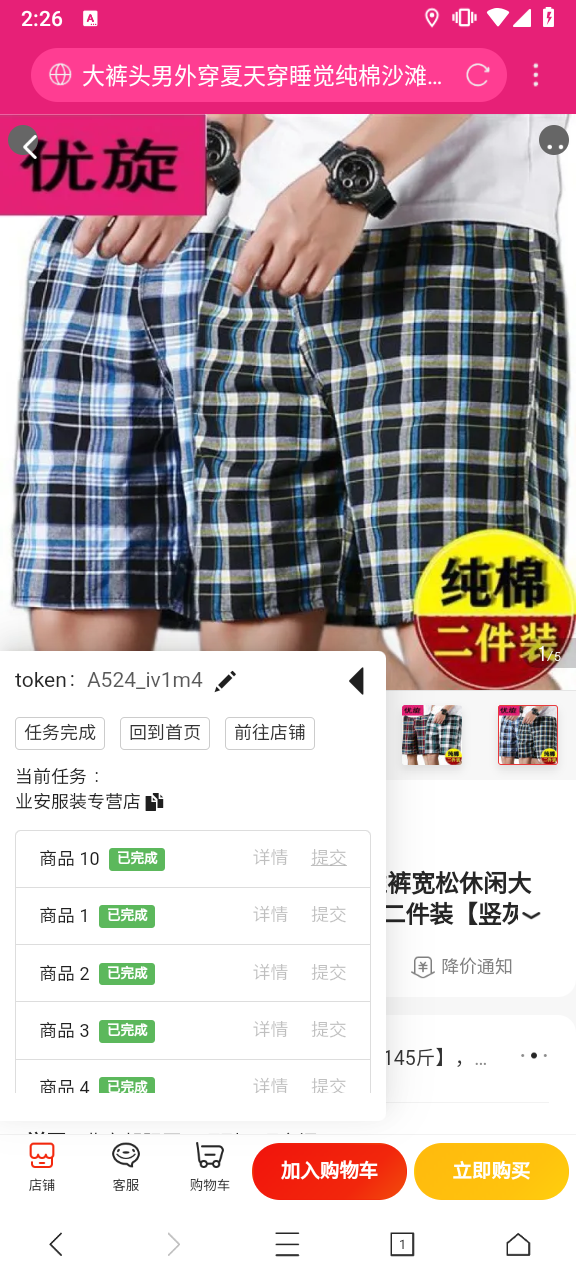 2:26
A
大裤头男外穿夏天穿睡觉纯棉沙滩...
优旋
纯棉
二件装
1/5
token: A524_iv1m4
任务完成
回到首页
前往店铺
当前任务：
业安服装专营店
优旋
优旋
商品 10 已完成 详情 提交
裤宽松休闲大
商品 1 已完成 详情 提交
二件装【竖灰
商品 2 已完成 详情 提交
降价通知
商品 3 已完成 详情 提交
145斤】，...
商品 4 已完成 详情 提交
店铺
客服
购物车
加入购物车
立即购买
1